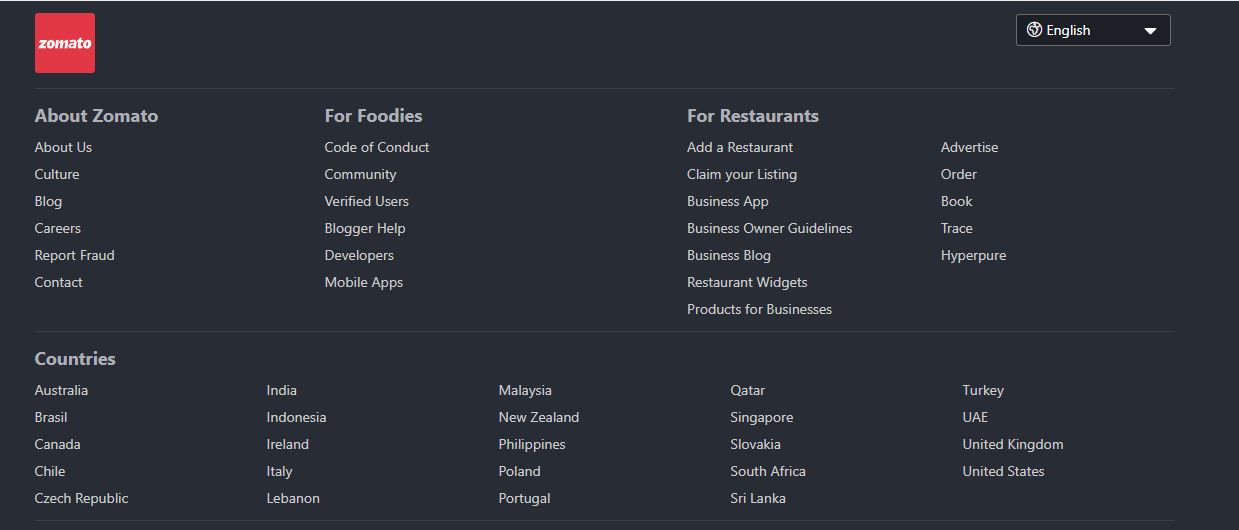 zomato
English
About Zomato
About Us
Culture
Blog
Careers
Report Fraud
Contact
For Foodies
Code of Conduct
Community
Verified Users
Blogger Help
Developers
Mobile Apps
For Restaurants
Add a Restaurant
Claim your Listing
Business App
Business Owner Guidelines
Business Blog
Restaurant Widgets
Products for Businesses
Advertise
Order
Book
Trace
Hyperpure
Countries
Australia
Brasil
Canada
Chile
Czech Republic
India
Indonesia
Ireland
Italy
Lebanon
Malaysia
New Zealand
Philippines
Poland
Portugal
Qatar
Singapore
Slovakia
South Africa
Sri Lanka
Turkey
UAE
United Kingdom
United States